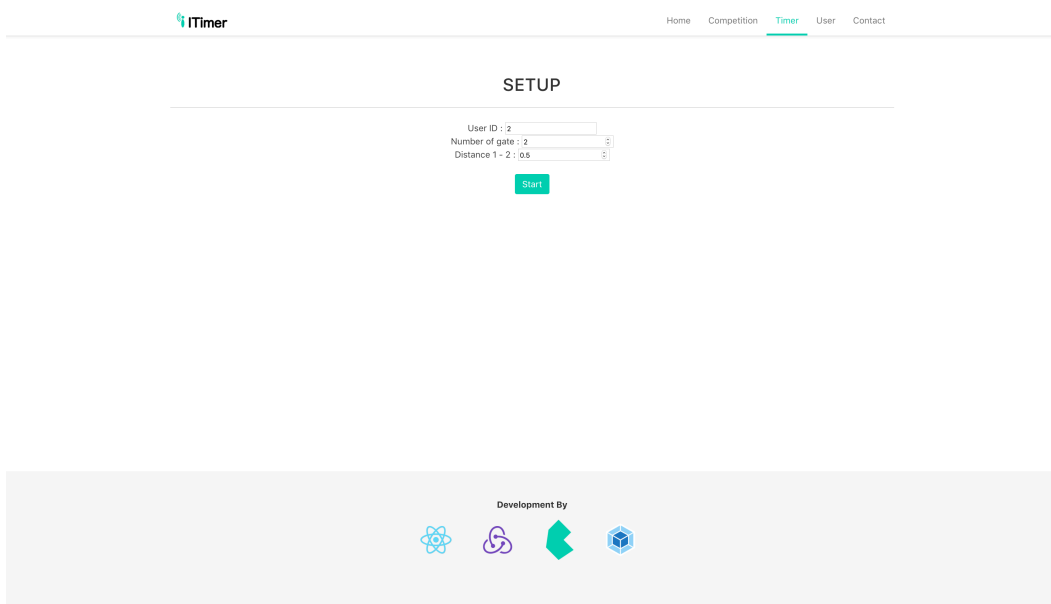 ITimer
Home Competition Timer User Contact
SETUP
User ID : 2
Number of gate : 2
Distance 1 - 2 : 0.5
Start
Development By